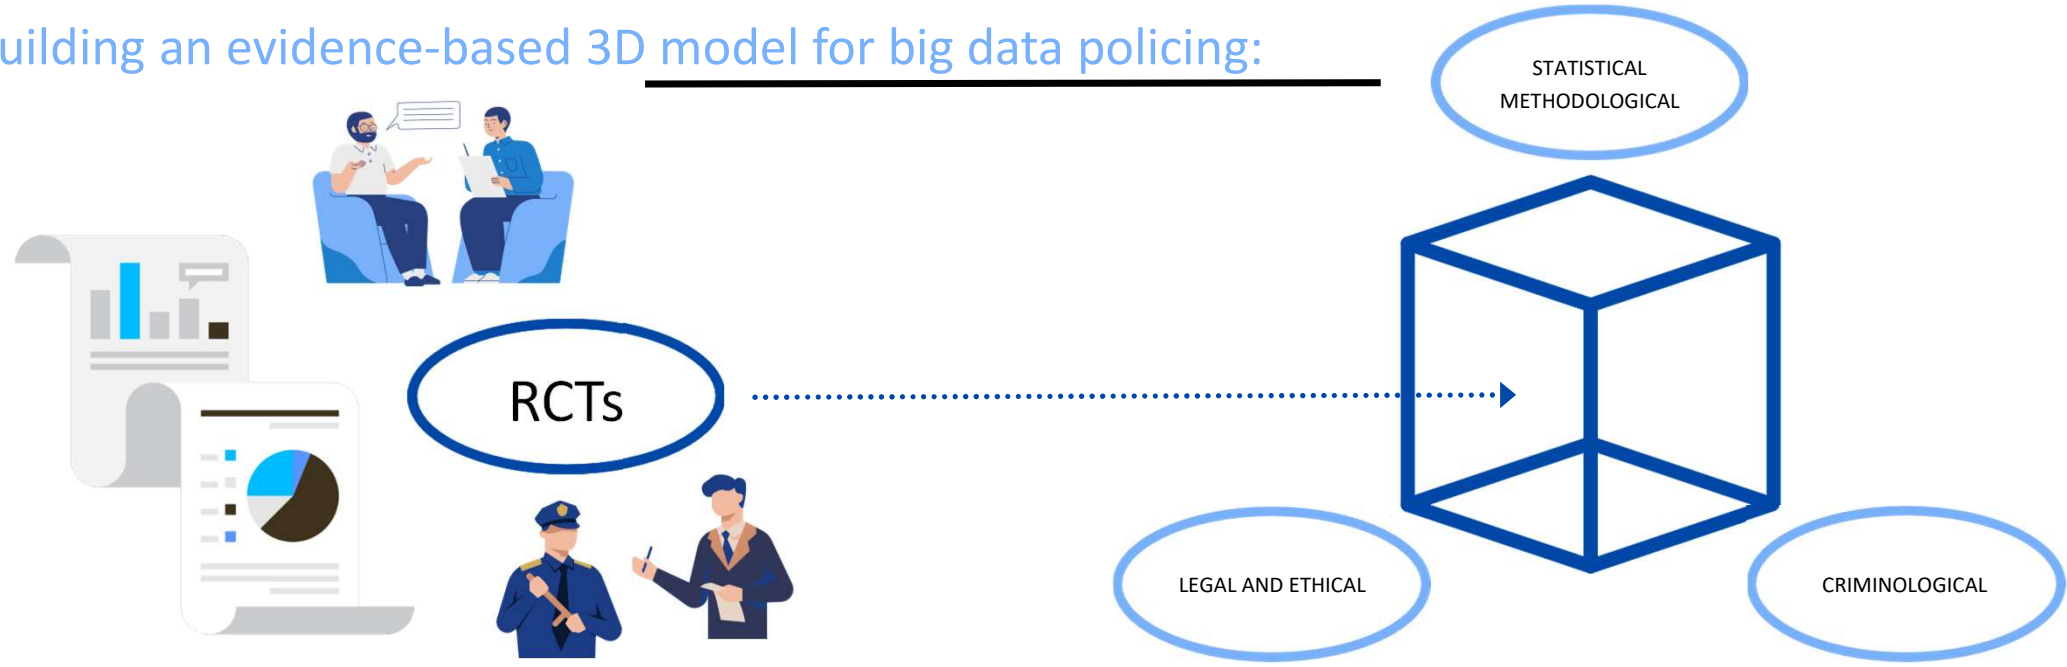 uilding an evidence-based 3D model for big data policing:
STATISTICAL
METHODOLOGICAL
RCTs
LEGAL AND ETHICAL
CRIMINOLOGICAL